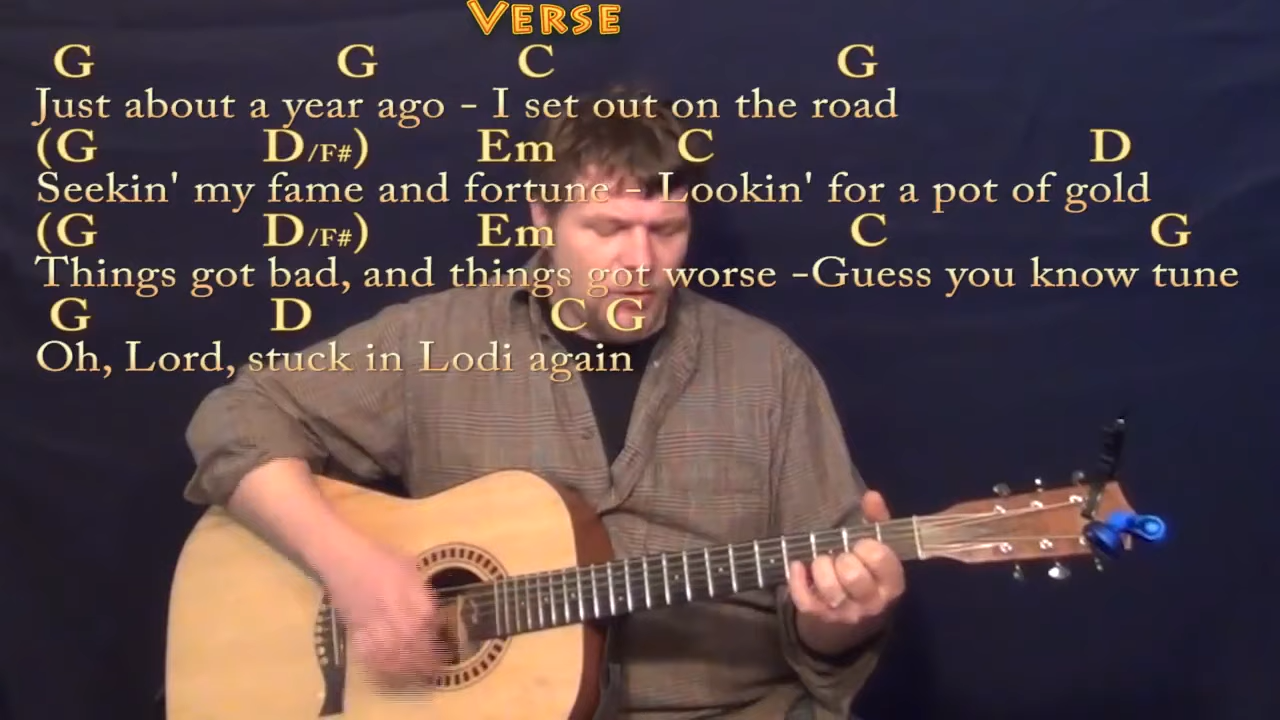 VERSE
G G C G
Just about a year ago - I set out on the road
(G D/F#) Em C D
Seekin' my fame and fortune - Lookin' for a pot of gold
(G D/F#) Em C G
Things got bad, and things got worse -Guess you know tune
G D C G
Oh, Lord, stuck in Lodi again